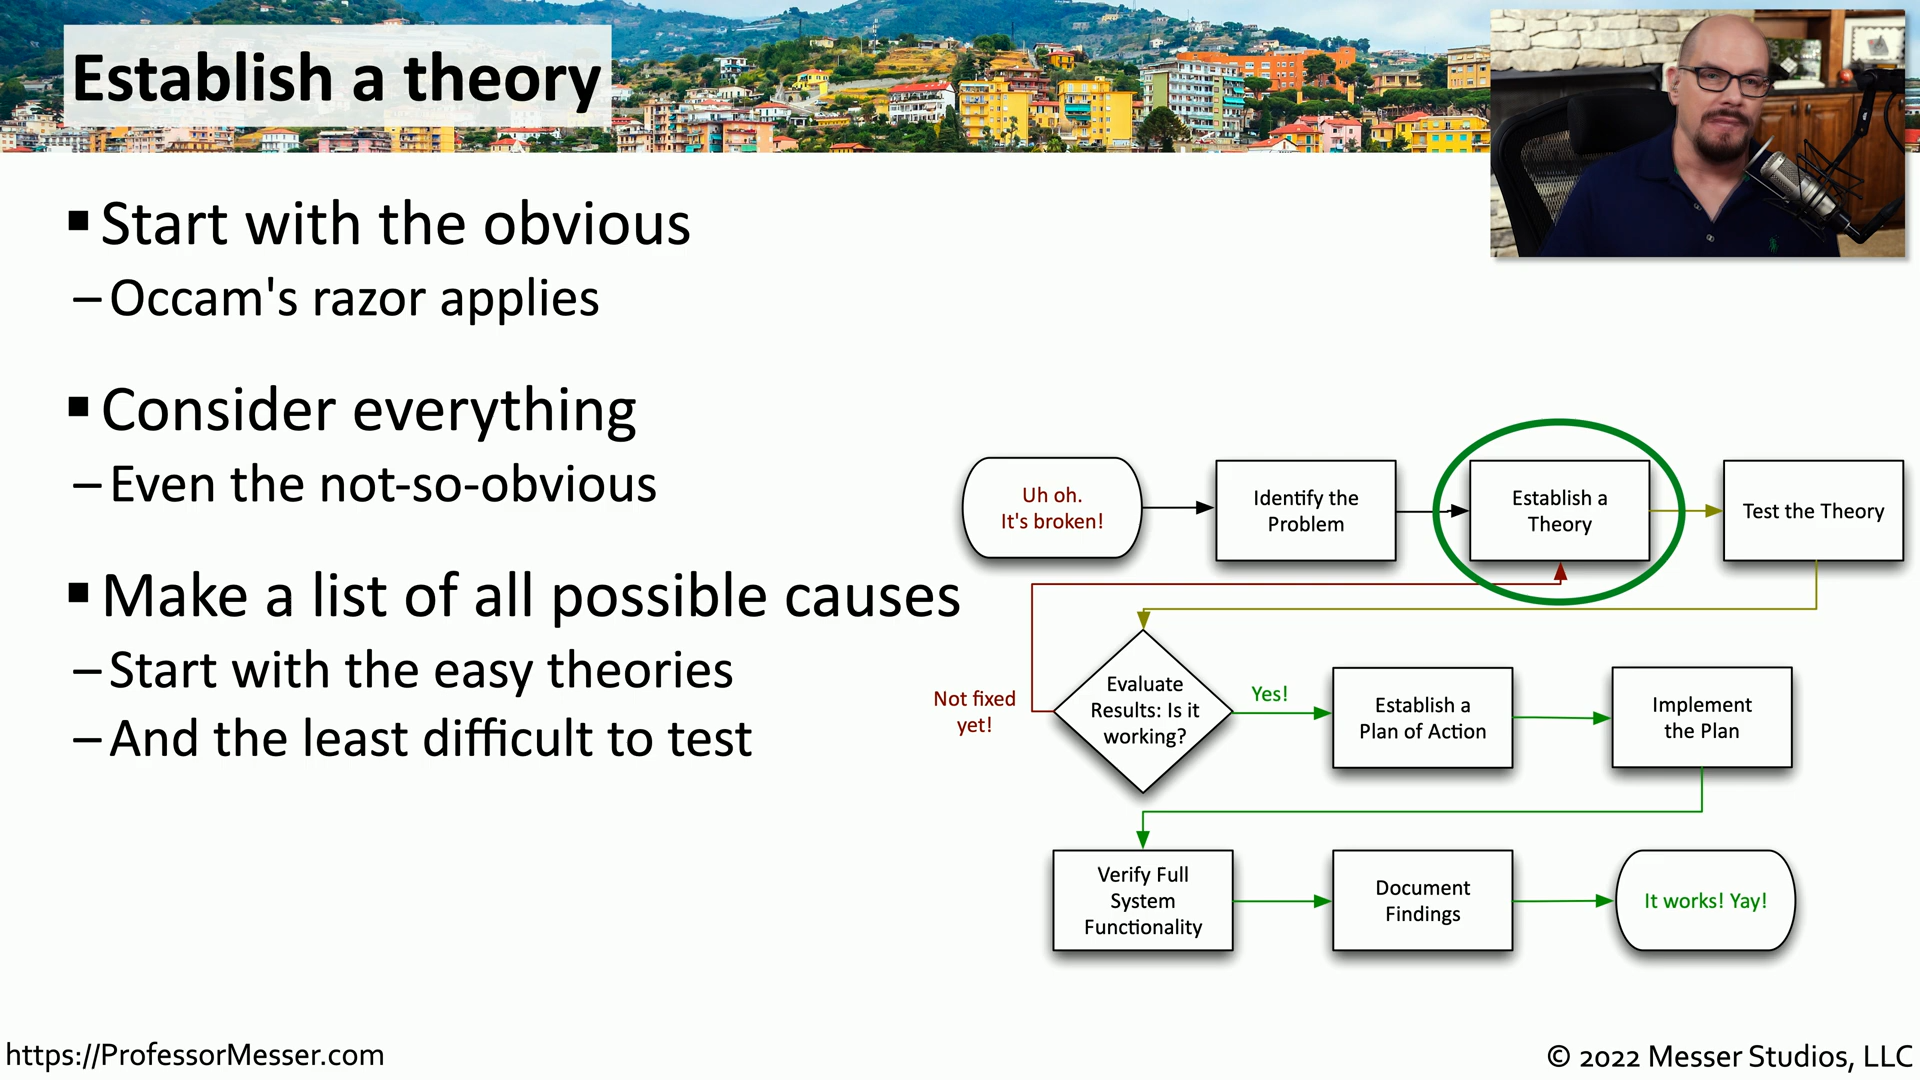 Establish a theory
▪ Start with the obvious
– Occam's razor applies
▪ Consider everything
– Even the not-so-obvious
▪ Make a list of all possible causes
– Start with the easy theories
– And the least difficult to test
Uh oh.
It's broken!
Identify the
Problem
Establish a
Theory
Test the Theory
Not fixed
yet!
Evaluate
Results: Is it
working?
Yes!
Establish a
Plan of Action
Implement
the Plan
Verify Full
System
Functionality
Document
Findings
It works! Yay!
https://ProfessorMesser.com
© 2022 Messer Studios, LLC